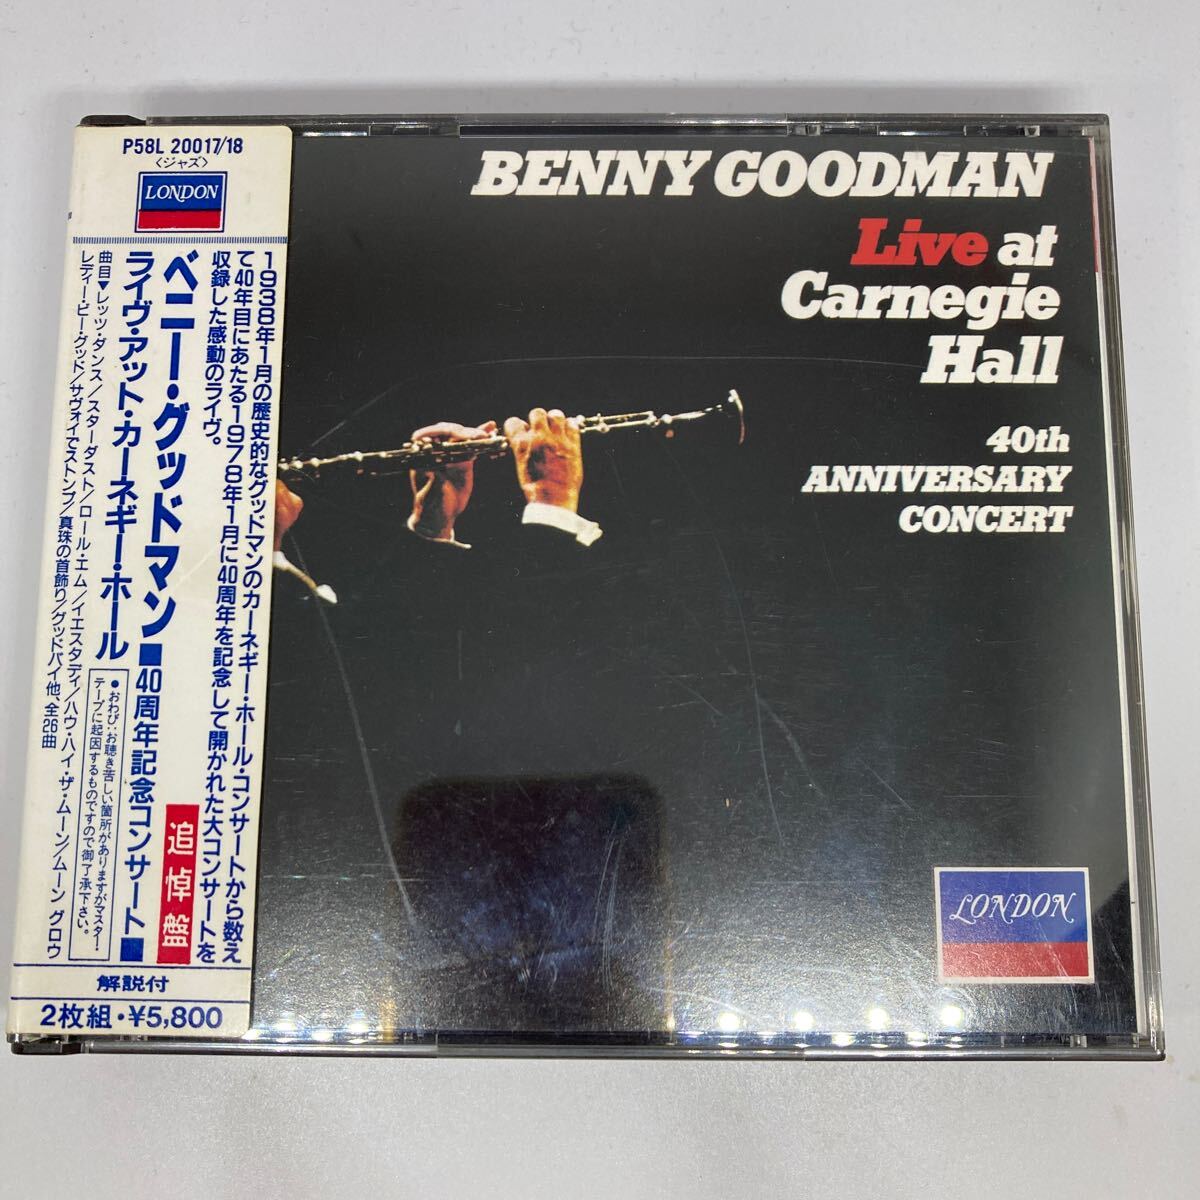 P58L 20017/18
〈ジャズ〉
LONDON
1938年1月の歴史的なグッドマンのカーネギー・ホール・コンサートから数え
て40年目にあたる1978年1月に40周年を記念して開かれた大コンサートを
収録した感動のライヴ。
ベニー・グッドマン■40周年記念コンサート■
ライヴ・アット・カーネギー・ホール
追悼盤
曲目▼レッツ・ダンス/スターダスト/ロール・エム/イエスタデイ/ハウ・ハイ・ザ・ムーン/ムーン グロウ
レディー・ビー・グッド/サヴォイでストンプ/真珠の首飾り/グッドバイ他、全26曲
●おわび:お聴き苦しい箇所がありますがマスター・
テープに起因するものですので御了承下さい。
解説付
2枚組・¥5,800
BENNY GOODMAN
Live at
Carnegie
Hall
40th
ANNIVERSARY
CONCERT
LONDON